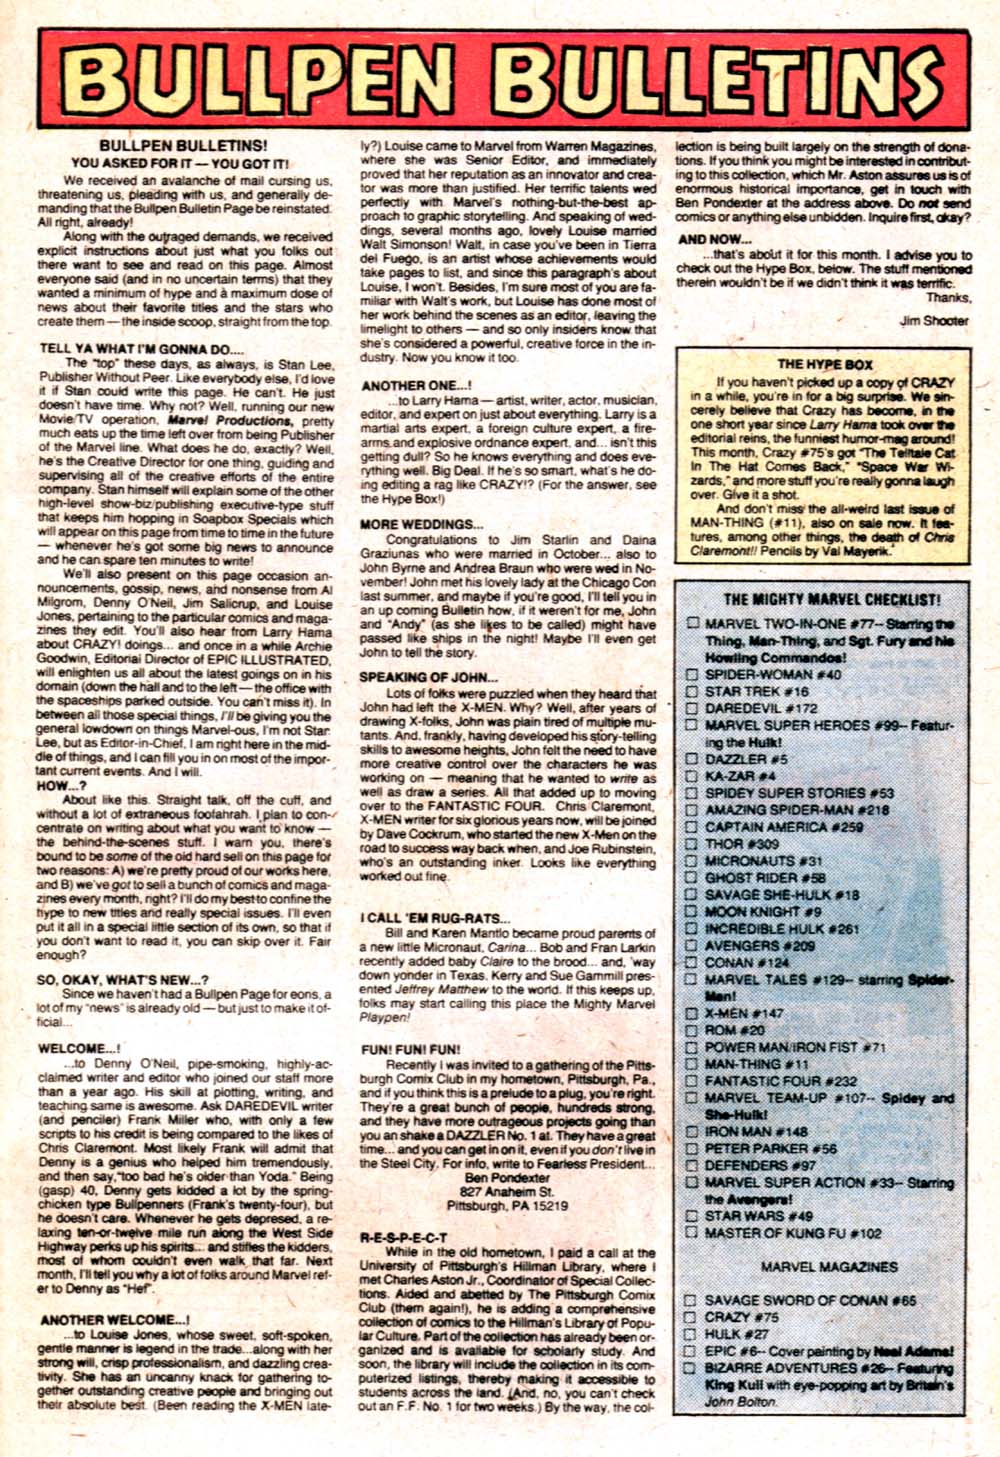 BULLPEN BULLETINS
BULLPEN BULLETINS!
YOU ASKED FOR IT — YOU GOT IT!
We received an avalanche of mail cursing us,
threatening us, pleading with us, and generally de-
manding that the Bullpen Bulletin Page be reinstated.
All right, already!
Along with the outraged demands, we received
explicit instructions about just what you folks out
there want to see and read on this page. Almost
everyone said (and in no uncertain terms) that they
wanted a minimum of hype and a maximum dose of
news about their favorite titles and the stars who
create them — the inside scoop, straight from the top.
TELL YA WHAT I'M GONNA DO....
The "top" these days, as always, is Stan Lee,
Publisher Without Peer. Like everybody else, I'd love
it if Stan could write this page. He can't. He just
doesn't have time. Why not? Well, running our new
Movie/TV operation, Marvel Productions, pretty
much eats up the time left over from being Publisher
of the Marvel line. What does he do, exactly? Well,
he's the Creative Director for one thing, guiding and
supervising all of the creative efforts of the entire
company. Stan himself will explain some of the other
high-level show-biz/publishing executive-type stuff
that keeps him hopping in Soapbox Specials which
will appear on this page from time to time in the future
— whenever he's got some big news to announce
and he can spare ten minutes to write!
We'll also present on this page occasion an-
nouncements, gossip, news, and nonsense from Al
Milgrom, Denny O'Neil, Jim Salicrup, and Louise
Jones, pertaining to the particular comics and maga-
zines they edit. You'll also hear from Larry Hama
about CRAZY! doings... and once in a while Archie
Goodwin, Editorial Director of EPIC ILLUSTRATED,
will enlighten us all about the latest goings on in his
domain (down the hall and to the left — the office with
the spaceships parked outside. You can't miss it). In
between all those special things, I'll be giving you the
general lowdown on things Marvel-ous, I'm not Stan
Lee, but as Editor-in-Chief, I am right here in the mid-
dle of things, and I can fill you in on most of the impor-
tant current events. And I will.
HOW...?
About like this. Straight talk, off the cuff, and
without a lot of extraneous foofahrah. I plan to con-
centrate on writing about what you want to know —
the behind-the-scenes stuff. I warn you, there's
bound to be some of the old hard sell on this page for
two reasons: A) we're pretty proud of our works here,
and B) we've got to sell a bunch of comics and maga-
zines every month, right? I'll do my best to confine the
hype to new titles and really special issues. I'll even
put it all in a special little section of its own, so that if
you don't want to read it, you can skip over it. Fair
enough?
SO, OKAY, WHAT'S NEW...?
Since we haven't had a Bullpen Page for eons, a
lot of my "news" is already old — but just to make it of-
ficial...
WELCOME...!
...to Denny O'Neil, pipe-smoking, highly-ac-
claimed writer and editor who joined our staff more
than a year ago. His skill at plotting, writing, and
teaching same is awesome. Ask DAREDEVIL writer
(and penciler) Frank Miller who, with only a few
scripts to his credit is being compared to the likes of
Chris Claremont. Most likely Frank will admit that
Denny is a genius who helped him tremendously,
and then say, "too bad he's older than Yoda." Being
(gasp) 40, Denny gets kidded a lot by the spring-
chicken type Bullpenners (Frank's twenty-four), but
he doesn't care. Whenever he gets depresed, a re-
laxing ten-or-twelve mile run along the West Side
Highway perks up his spirits... and stifles the kidders,
most of whom couldn't even walk that far. Next
month, I'll tell you why a lot of folks around Marvel ref-
er to Denny as "Hef".
ANOTHER WELCOME...!
...to Louise Jones, whose sweet, soft-spoken,
gentle manner is legend in the trade...along with her
strong will, crisp professionalism, and dazzling crea-
tivity. She has an uncanny knack for gathering to-
gether outstanding creative people and bringing out
their absolute best. (Been reading the X-MEN late-
ly?) Louise came to Marvel from Warren Magazines,
where she was Senior Editor, and immediately
proved that her reputation as an innovator and crea-
tor was more than justified. Her terrific talents wed
perfectly with Marvel's nothing-but-the-best ap-
proach to graphic storytelling. And speaking of wed-
dings, several months ago, lovely Louise married
Walt Simonson! Walt, in case you've been in Tierra
del Fuego, is an artist whose achievements would
take pages to list, and since this paragraph's about
Louise, I won't. Besides, I'm sure most of you are fa-
miliar with Walt's work, but Louise has done most of
her work behind the scenes as an editor, leaving the
limelight to others — and so only insiders know that
she's considered a powerful, creative force in the in-
dustry. Now you know it too.
ANOTHER ONE...!
...to Larry Hama — artist, writer, actor, musician,
editor, and expert on just about everything. Larry is a
martial arts expert, a foreign culture expert, a fire-
arms and explosive ordnance expert, and... isn't this
getting dull? So he knows everything and does eve-
rything well. Big Deal. If he's so smart, what's he do-
ing editing a rag like CRAZY!? (For the answer, see
the Hype Box!)
MORE WEDDINGS...
Congratulations to Jim Starlin and Daina
Graziunas who were married in October... also to
John Byrne and Andrea Braun who were wed in No-
vember! John met his lovely lady at the Chicago Con
last summer, and maybe if you're good, I'll tell you in
an up coming Bulletin how, if it weren't for me, John
and "Andy" (as she likes to be called) might have
passed like ships in the night! Maybe I'll even get
John to tell the story.
SPEAKING OF JOHN...
Lots of folks were puzzled when they heard that
John had left the X-MEN. Why? Well, after years of
drawing X-folks, John was plain tired of multiple mu-
tants. And, frankly, having developed his story-telling
skills to awesome heights, John felt the need to have
more creative control over the characters he was
working on — meaning that he wanted to write as
well as draw a series. All that added up to moving
over to the FANTASTIC FOUR. Chris Claremont,
X-MEN writer for six glorious years now, will be joined
by Dave Cockrum, who started the new X-Men on the
road to success way back when, and Joe Rubinstein,
who's an outstanding inker. Looks like everything
worked out fine.
I CALL 'EM RUG-RATS...
Bill and Karen Mantlo became proud parents of
a new little Micronaut, Carina... Bob and Fran Larkin
recently added baby Claire to the brood... and, 'way
down yonder in Texas, Kerry and Sue Gammill pres-
ented Jeffrey Matthew to the world. If this keeps up,
folks may start calling this place the Mighty Marvel
Playpen!
FUN! FUN! FUN!
Recently I was invited to a gathering of the Pitts-
burgh Comix Club in my hometown, Pittsburgh, Pa.,
and if you think this is a prelude to a plug, you're right.
They're a great bunch of people, hundreds strong,
and they have more outrageous projects going than
you an shake a DAZZLER No. 1 at. They have a great
time... and you can get in on it, even if you don't live in
the Steel City. For info, write to Fearless President...
Ben Pondexter
827 Anaheim St.
Pittsburgh, PA 15219
R-E-S-P-E-C-T
While in the old hometown, I paid a call at the
University of Pittsburgh's Hillman Library, where I
met Charles Aston Jr., Coordinator of Special Collec-
tions. Aided and abetted by The Pittsburgh Comix
Club (them again!), he is adding a comprehensive
collection of comics to the Hillman's Library of Popu-
lar Culture. Part of the collection has already been or-
ganized and is available for scholarly study. And
soon, the library will include the collection in its com-
puterized listings, thereby making it accessible to
students across the land. (And, no, you can't check
out an F.F. No. 1 for two weeks.) By the way, the col-
lection is being built largely on the strength of dona-
tions. If you think you might be interested in contribut-
ing to this collection, which Mr. Aston assures us is of
enormous historical importance, get in touch with
Ben Pondexter at the address above. Do not send
comics or anything else unbidden. Inquire first, okay?
AND NOW...
...that's about it for this month. I advise you to
check out the Hype Box, below. The stuff mentioned
therein wouldn't be if we didn't think it was terrific.
Thanks,
Jim Shooter
THE HYPE BOX
If you haven't picked up a copy of CRAZY
in a while, you're in for a big surprise. We sin-
cerely believe that Crazy has become, in the
one short year since Larry Hama took over the
editorial reins, the funniest humor-mag around!
This month, Crazy #75's got "The Telltale Cat
In The Hat Comes Back," "Space War Wi-
zards," and more stuff you're really gonna laugh
over. Give it a shot.
And don't miss the all-weird last issue of
MAN-THING (#11), also on sale now. It fea-
tures, among other things, the death of Chris
Claremont!! Pencils by Val Mayerik.
THE MIGHTY MARVEL CHECKLIST!
MARVEL TWO-IN-ONE #77-- Starring the
Thing, Man-Thing, and Sgt. Fury and his
Howling Commandos!
SPIDER-WOMAN #40
STAR TREK #16
DAREDEVIL #172
MARVEL SUPER HEROES #99-- Featur-
ing the Hulk!
DAZZLER #5
KA-ZAR #4
SPIDEY SUPER STORIES #53
AMAZING SPIDER-MAN #218
CAPTAIN AMERICA #259
THOR #309
MICRONAUTS #31
GHOST RIDER #58
SAVAGE SHE-HULK #18
MOON KNIGHT #9
INCREDIBLE HULK #261
AVENGERS #209
CONAN #124
MARVEL TALES #129-- starring Spider-
Man!
X-MEN #147
ROM #20
POWER MAN/IRON FIST #71
MAN-THING #11
FANTASTIC FOUR #232
MARVEL TEAM-UP #107-- Spidey and
She-Hulk!
IRON MAN #148
PETER PARKER #56
DEFENDERS #97
MARVEL SUPER ACTION #33-- Starring
the Avengers!
STAR WARS #49
MASTER OF KUNG FU #102
MARVEL MAGAZINES
SAVAGE SWORD OF CONAN #65
CRAZY #75
HULK #27
EPIC #6-- Cover painting by Neal Adams!
BIZARRE ADVENTURES #26-- Featuring
King Kull with eye-popping art by Britain's
John Bolton.